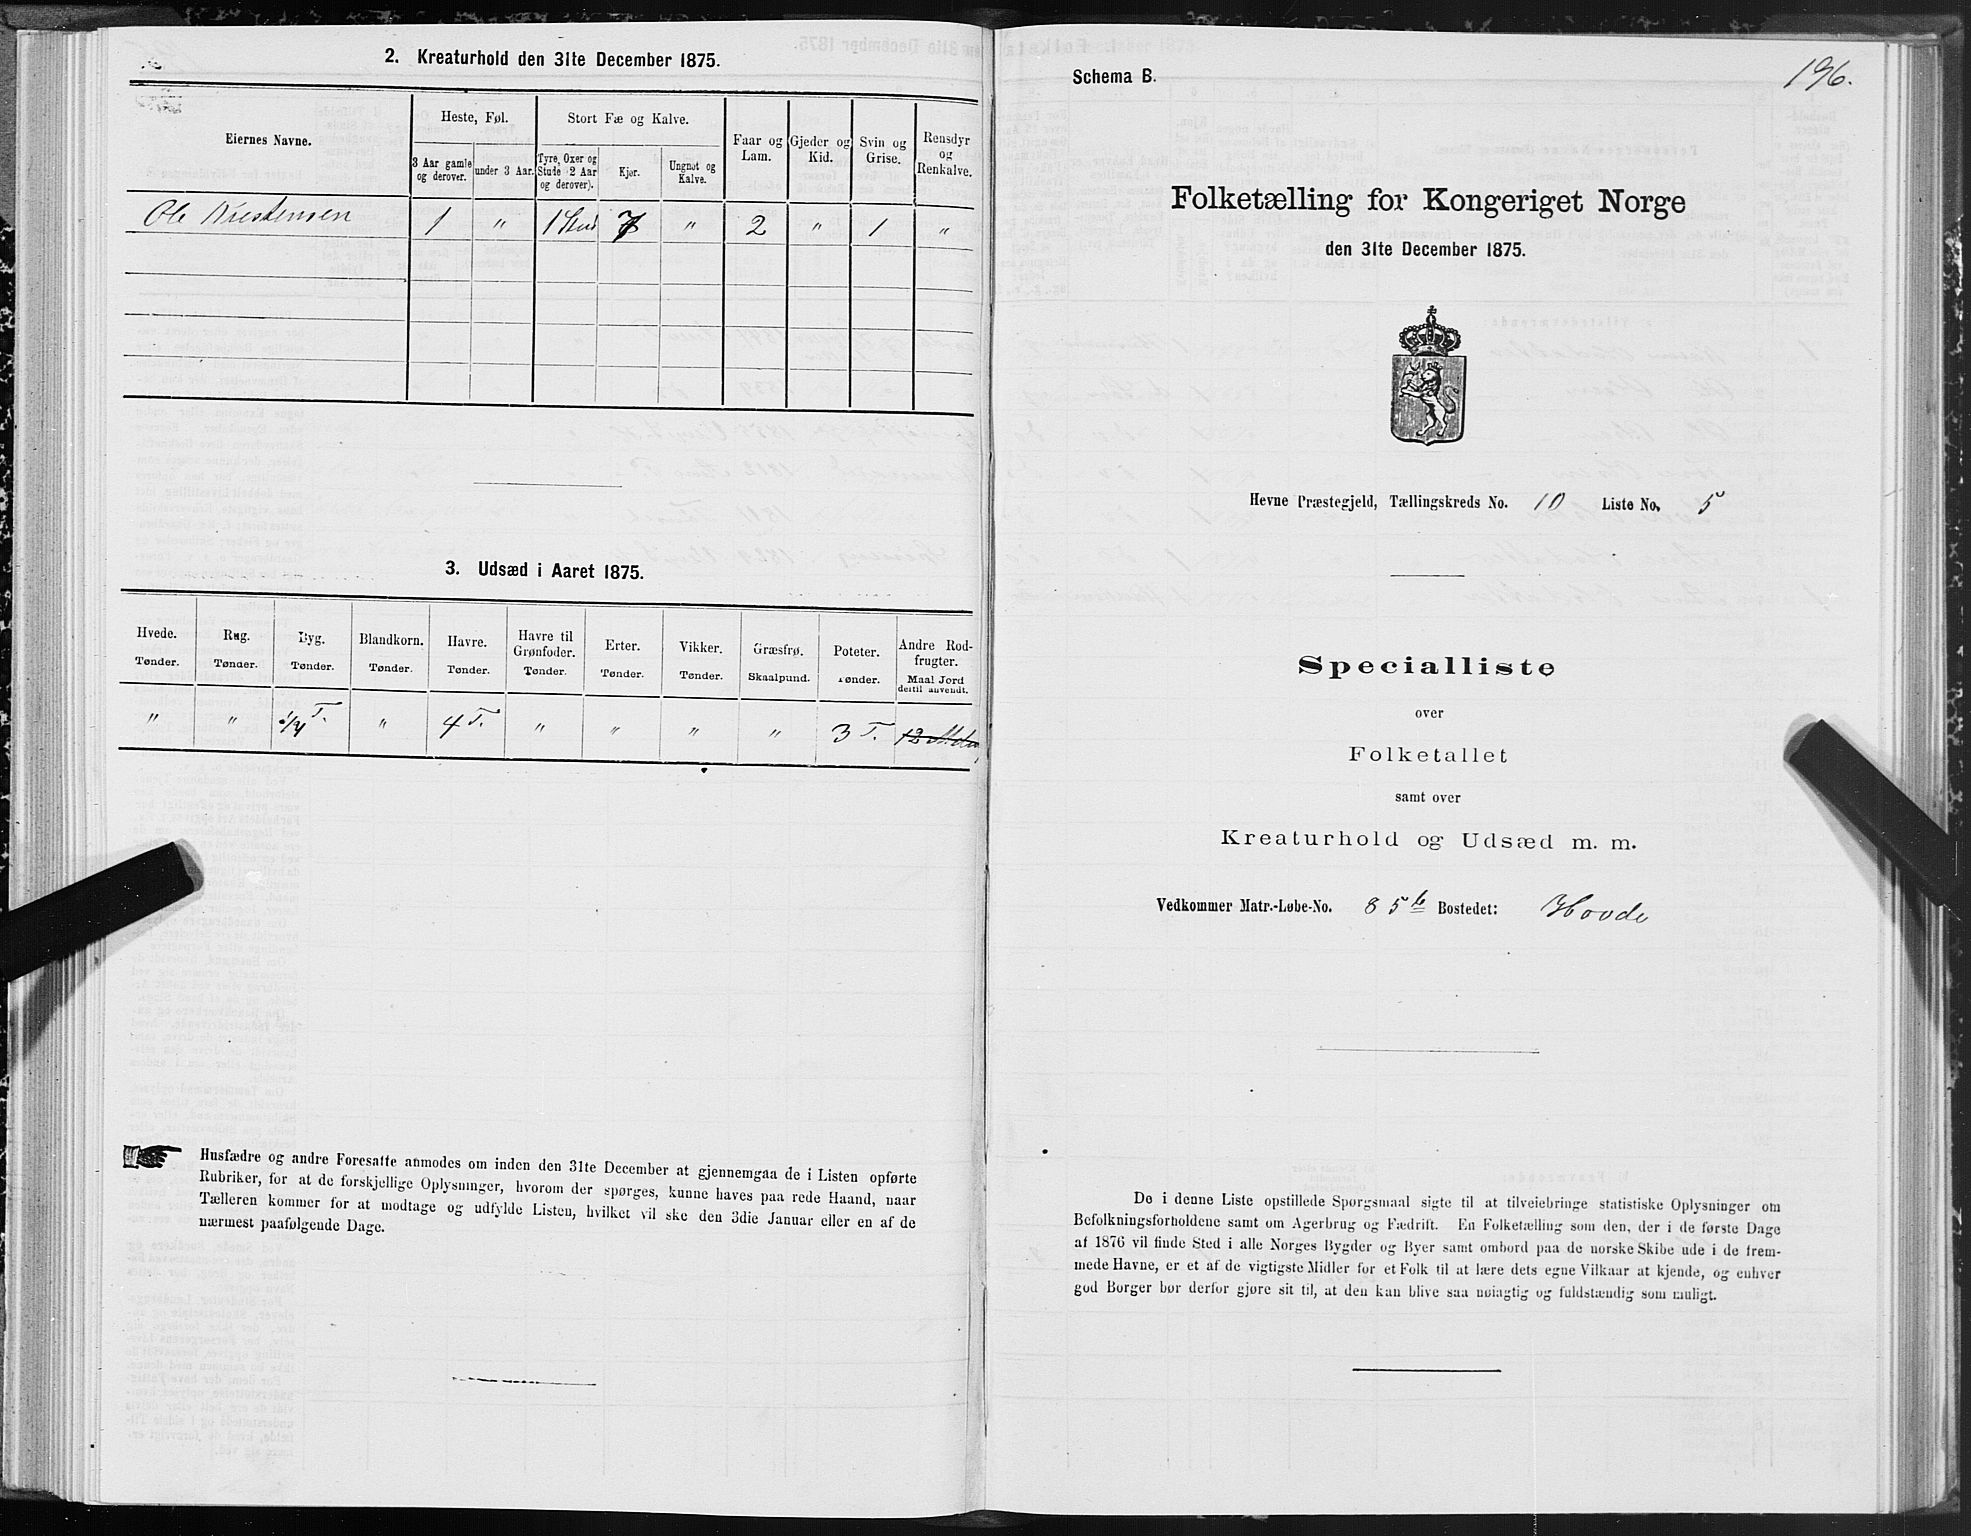 2. Kreaturhold den 31te December 1875.
Eiernes Navne.
Heste, Føl.
Stort Fæ og Kalve.
3 Aar gamle og derover.
under 3 Aar.
Tyre, Oxer og Stude (2 Aar og derover).
Kjør.
Ungnøt og Kalve.
Faar og Lam.
Gjeder og Kid.
Svin og Grise.
Rensdyr og Renkalve.
Ole Kristensen 1 " 1 Stud 7 " 2 " 1 "
3. Udsæd i Aaret 1875.
Hvede. Rug. Byg. Blandkorn. Havre. Havre til Grønfoder. Erter. Vikker. Græsfrø. Poteter. Andre Rodfrugter.
Tønder. Tønder. Tønder. Tønder. Tønder. Tønder. Tønder. Tønder. Skaalpund. Tønder. Maal Jord dertil anvendt.
" " 1/4 T. " 4 T. " " " " 3 T. 12
Husfædre og andre Foresatte anmodes om inden den 31te December at gjennemgaa de i Listen opførte
Rubriker, for at de forskjellige Oplysninger, hvorom der spørges, kunne haves paa rede Haand, naar
Tælleren kommer for at modtage og udfylde Listen, hvilket vil ske den 3die Januar eller en af de
nærmest paafølgende Dage.
Schema B.
196.
Folketælling for Kongeriget Norge
den 31te December 1875.
Hevne Præstegjeld, Tællingskreds No. 10 Liste No. 5
Specialliste
over
Folketallet
samt over
Kreaturhold og Udsæd m. m.
Vedkommer Matr.-Løbe-No. 85 b Bostedet: Hovde
De i denne Liste opstillede Spørgsmaal sigte til at tilveiebringe statistiske Oplysninger om
Befolkningsforholdene samt om Agerbrug og Fædrift. En Folketælling som den, der i de første Dage
af 1876 vil finde Sted i alle Norges Bygder og Byer samt ombord paa de norske Skibe ude i de frem-
mede Havne, er et af de vigtigste Midler for et Folk til at lære dets egne Vilkaar at kjende, og enhver
god Borger bør derfor gjøre sit til, at den kan blive saa nøiagtig og fuldstændig som muligt.